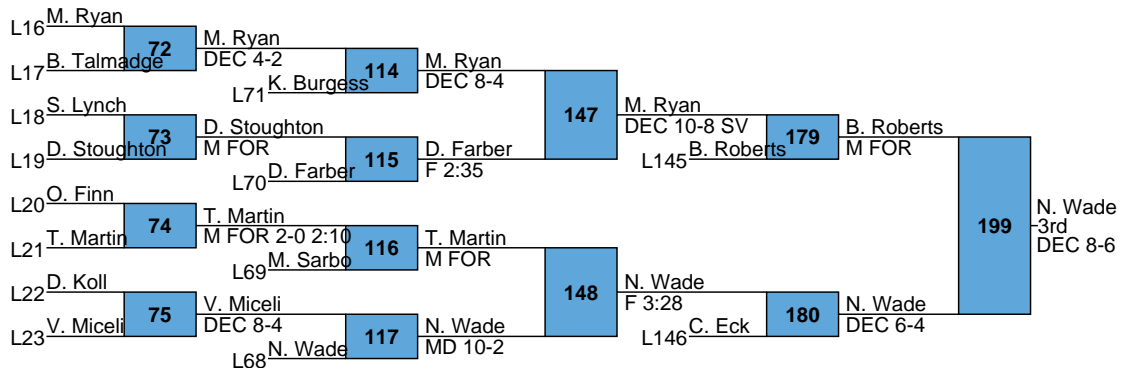 L16 M. Ryan
72
L17 B. Talmadge
M. Ryan
DEC 4-2
114
L71 K. Burgess
M. Ryan
DEC 8-4
L18 S. Lynch
73
L19 D. Stoughton
D. Stoughton
M FOR
115
L70 D. Farber
D. Farber
F 2:35
147
M. Ryan
DEC 10-8 SV
179
L145 B. Roberts
B. Roberts
M FOR
L20 O. Finn
74
L21 T. Martin
T. Martin
M FOR 2-0 2:10
116
L69 M. Sarbo
T. Martin
M FOR
L22 D. Koll
75
L23 V. Miceli
V. Miceli
DEC 8-4
117
L68 N. Wade
N. Wade
MD 10-2
148
N. Wade
F 3:28
180
L146 C. Eck
N. Wade
DEC 6-4
199
N. Wade
3rd
DEC 8-6